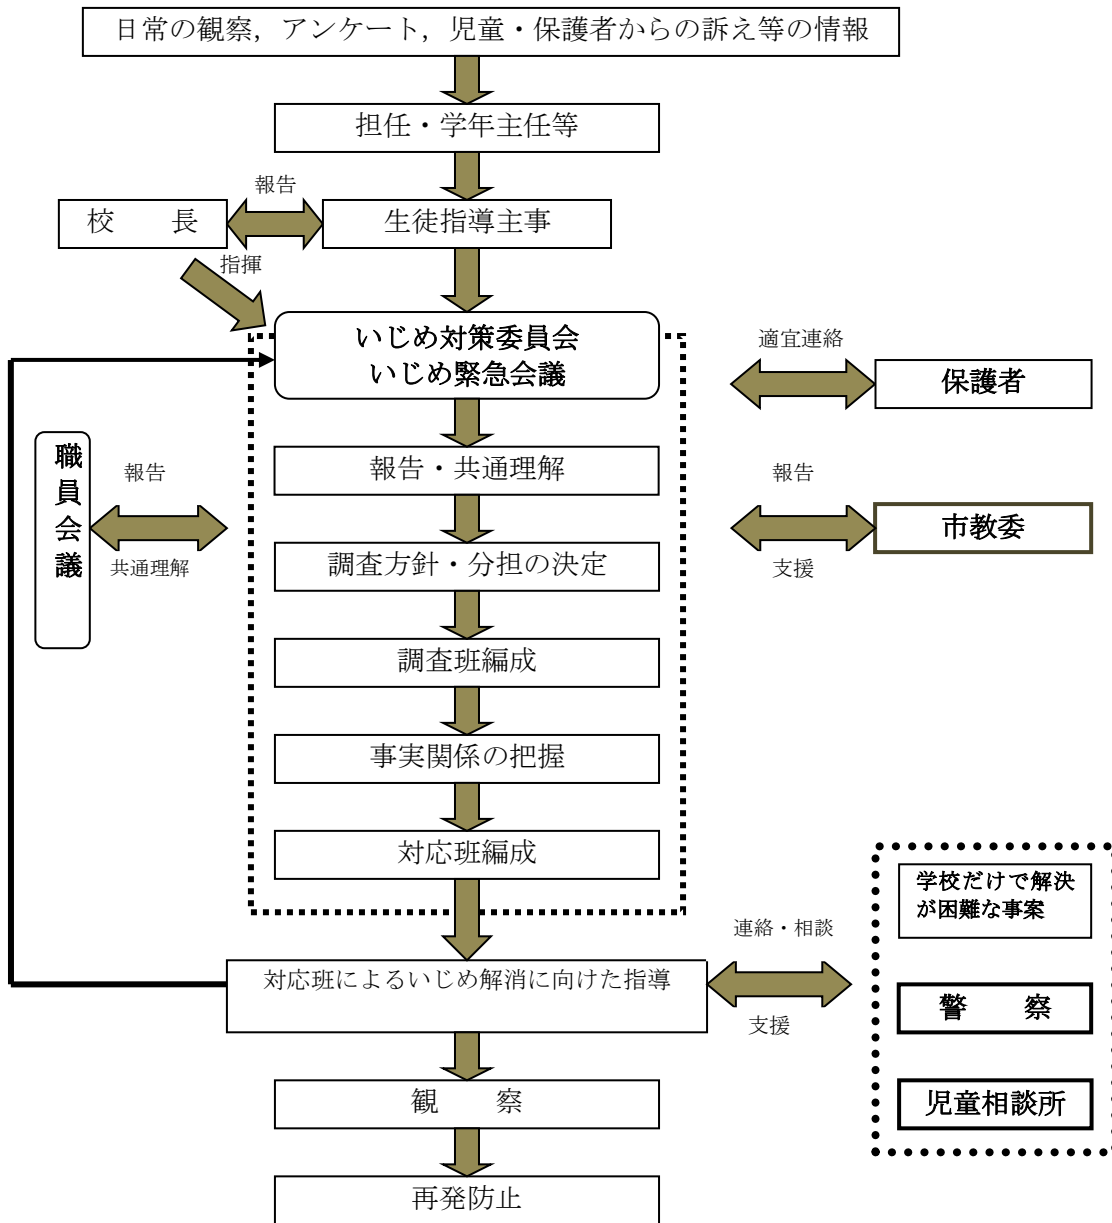 日常の観察，アンケート，児童・保護者からの訴え等の情報
担任・学年主任等
報告
校　　長
生徒指導主事
指揮
いじめ対策委員会
いじめ緊急会議
適宜連絡
保護者
職員会議
報告
共通理解
報告・共通理解
報告
市教委
支援
調査方針・分担の決定
調査班編成
事実関係の把握
対応班編成
学校だけで解決
が困難な事案
連絡・相談
対応班によるいじめ解消に向けた指導
支援
警　　察
児童相談所
観　　察
再発防止